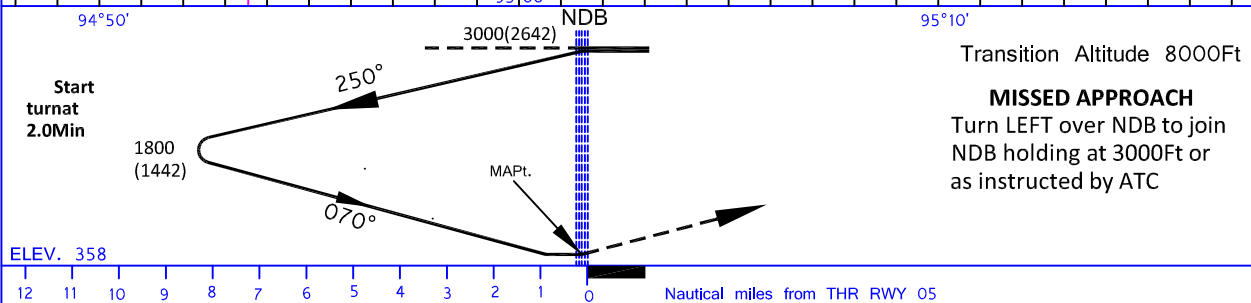 94°50'
NDB
95°10'
3000(2642)
Transition Altitude 8000Ft
250°
Start
turnat
2.0Min
MISSED APPROACH
Turn LEFT over NDB to join
NDB holding at 3000Ft or
as instructed by ATC
1800
(1442)
MAPt.
070°
ELEV. 358
12 11 10 9 8 7 6 5 4 3 2 1 0 Nautical miles from THR RWY 05